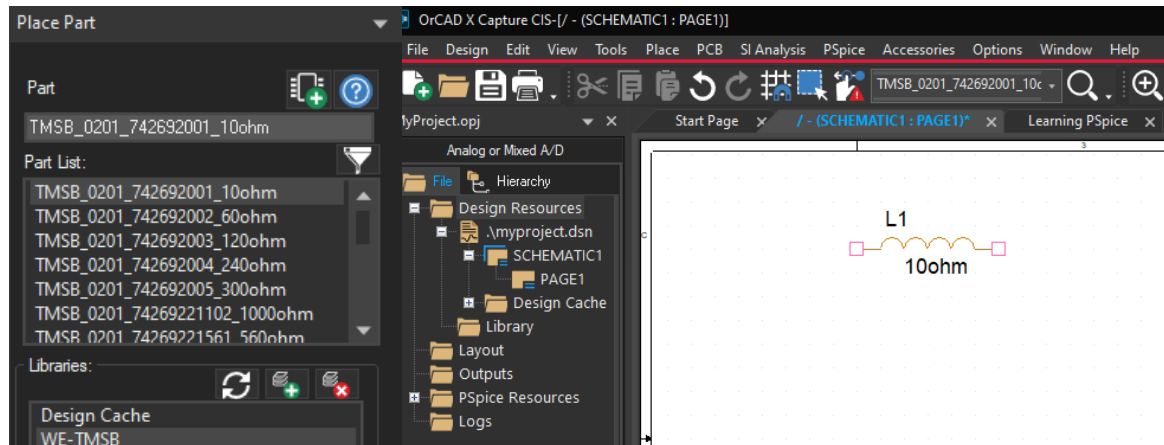 Place Part
Part
TMSB_0201_742692001_10ohm
Part List:
TMSB_0201_742692001_10ohm
TMSB_0201_742692002_60ohm
TMSB_0201_742692003_120ohm
TMSB_0201_742692004_240ohm
TMSB_0201_742692005_300ohm
TMSB_0201_74269221102_1000ohm
TMSB_0201_74269221561_560ohm
Libraries:
Design Cache
WE-TMSB
OrCAD X Capture CIS-[/ - (SCHEMATIC1 : PAGE1)]
File Design Edit View Tools Place PCB SI Analysis PSpice Accessories Options Window Help
TMSB_0201_742692001_10c
MyProject.opj
Start Page / - (SCHEMATIC1 : PAGE1)* Learning PSpice
Analog or Mixed A/D
File Hierarchy
Design Resources
.\myproject.dsn
SCHEMATIC1
PAGE1
Design Cache
Library
Layout
Outputs
PSpice Resources
Logs
3
C
L1
10ohm